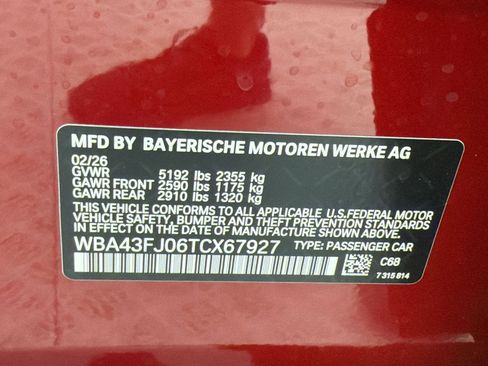 MFD BY BAYERISCHE MOTOREN WERKE AG
02/26
GVWR 5192 lbs 2355 kg
GAWR FRONT 2590 lbs 1175 kg
GAWR REAR 2910 lbs 1320 kg
THIS VEHICLE CONFORMS TO ALL APPLICABLE U.S.FEDERAL MOTOR
VEHICLE SAFETY, BUMPER AND THEFT PREVENTION STANDARDS
IN EFFECT ON THE DATE OF MANUFACTURE SHOWN ABOVE.
WBA43FJ06TCX67927 TYPE: PASSENGER CAR
C68
7 315 814